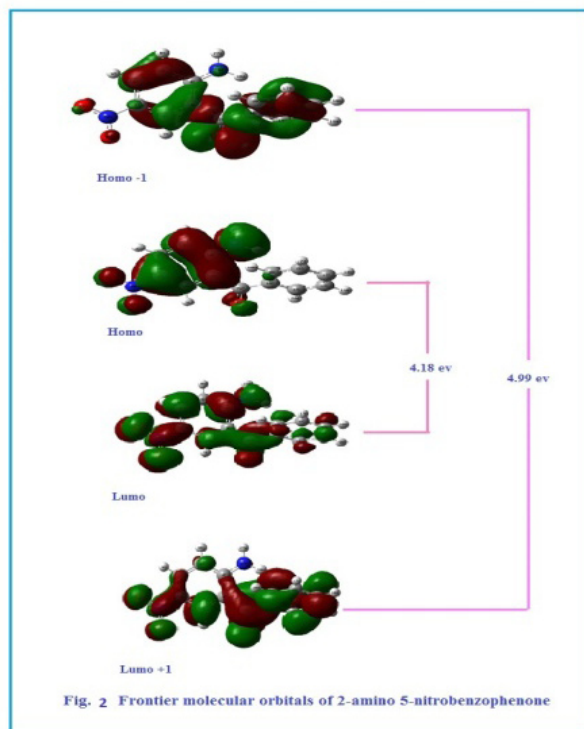 Homo -1
Homo
4.18 ev
4.99 ev
Lumo
Lumo +1
Fig. 2 Frontier molecular orbitals of 2-amino 5-nitrobenzophenone